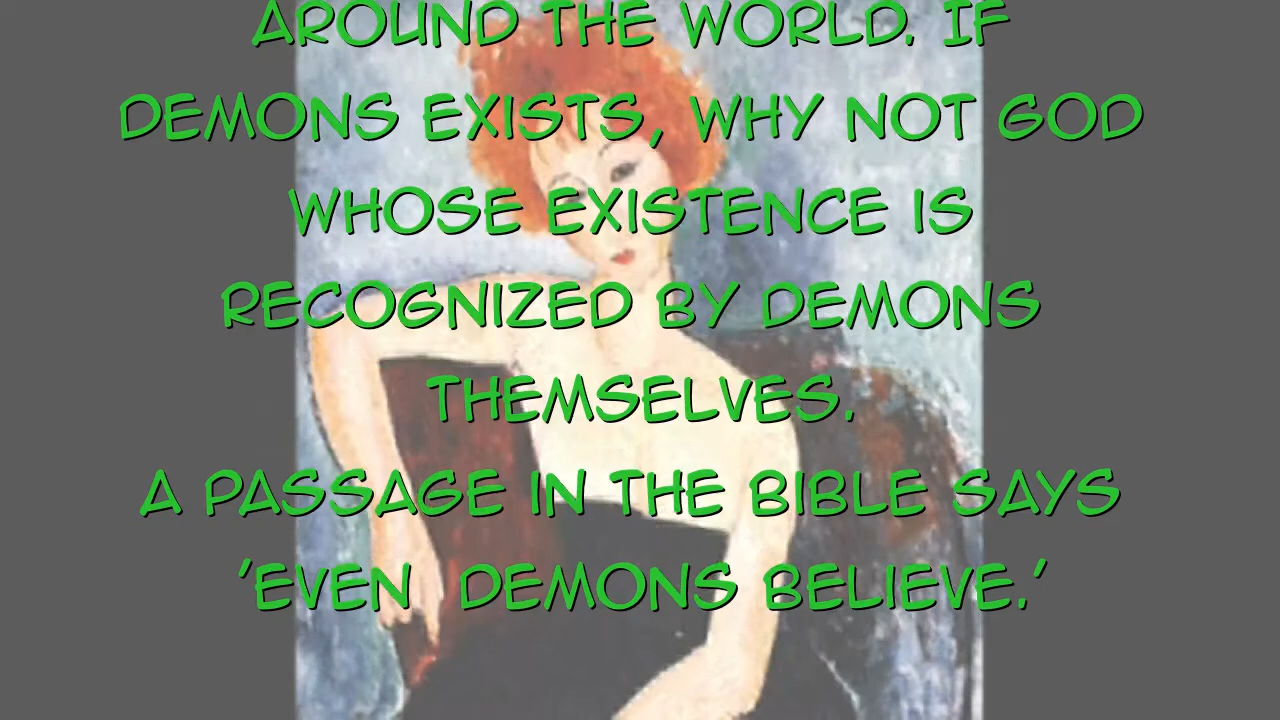 AROUND THE WORLD. IF
DEMONS EXISTS, WHY NOT GOD
WHOSE EXISTENCE IS
RECOGNIZED BY DEMONS
THEMSELVES.
A PASSAGE IN THE BIBLE SAYS
'EVEN  DEMONS BELIEVE.'